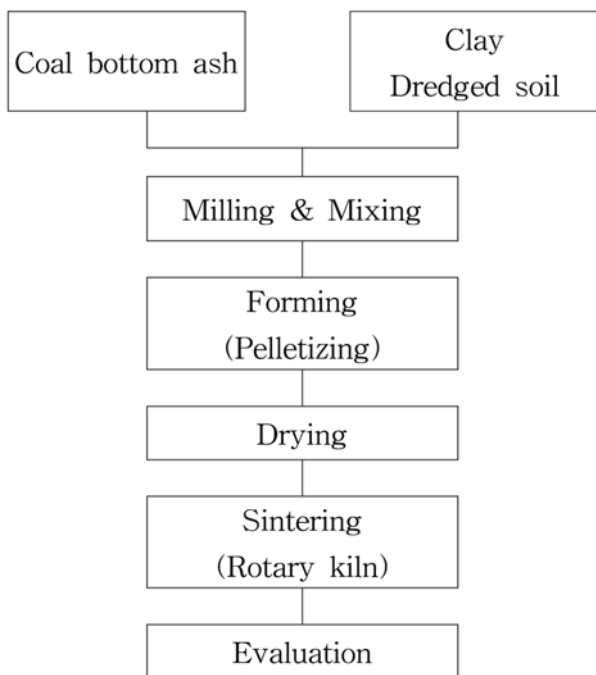 Coal bottom ash
Clay
Dredged soil
Milling & Mixing
Forming
(Pelletizing)
Drying
Sintering
(Rotary kiln)
Evaluation